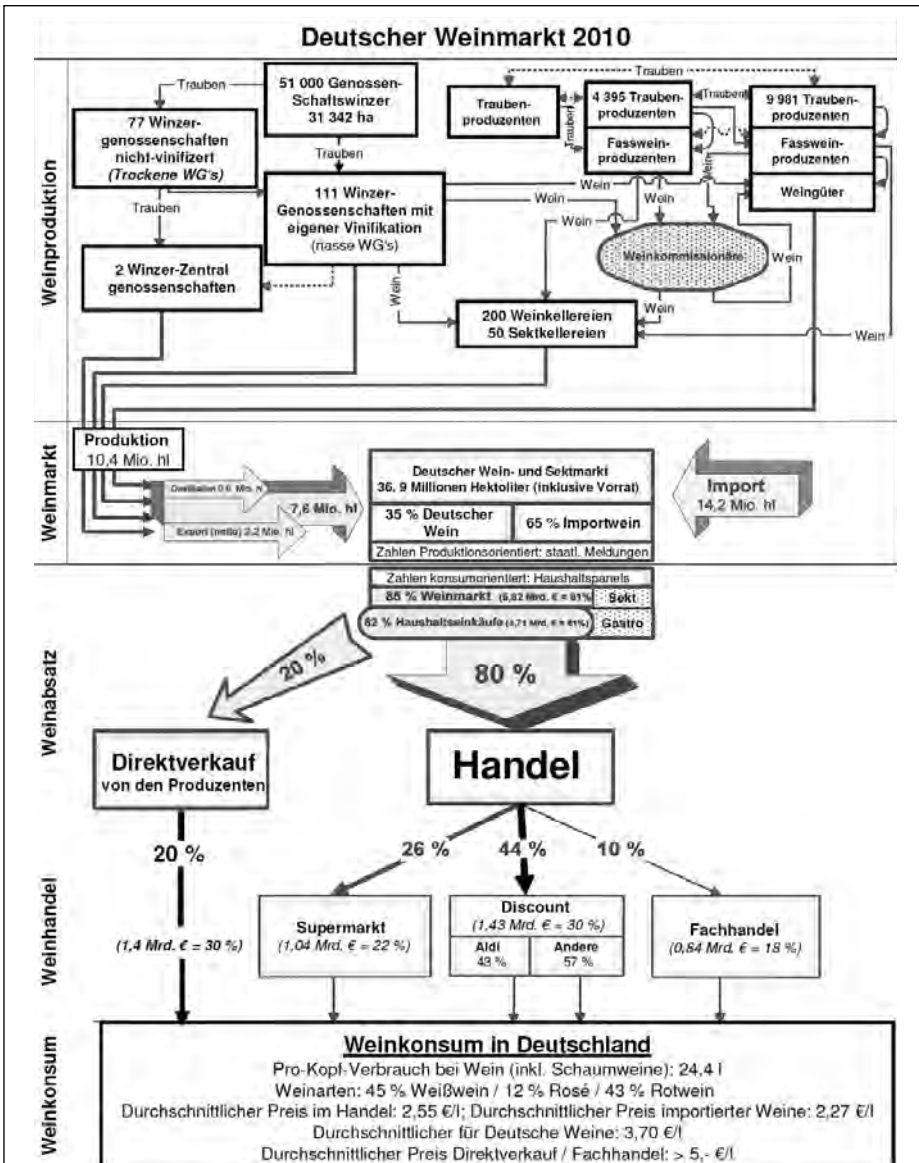 Deutscher Weinmarkt 2010
Weinproduktion
Trauben
51 000 Genossen-
Schaftswinzer
31 342 ha
Trauben
77 Winzer-
genossenschaften
nicht-vinifizert
(Trockene WG's)
Trauben
Trauben
111 Winzer-
Genossenschaften mit
eigener Vinifikation
(nasse WG's)
2 Winzer-Zentral
genossenschaften
Trauben
Trauben-
produzenten
Trauben
4 395 Trauben-
produzenten
Fasswein-
produzenten
Trauben
9 981 Trauben-
produzenten
Fasswein-
produzenten
Weingüter
Wein
Wein
Wein
Wein
Weinkommissionäre
Wein
Wein
Wein
Wein
200 Weinkellereien
50 Sektkellereien
Wein
Weinmarkt
Produktion
10,4 Mio. hl
Destillation 0,6 Mio. hl
7,6 Mio. hl
Export (netto) 2,2 Mio. hl
Deutscher Wein- und Sektmarkt
36, 9 Millionen Hektoliter (inklusive Vorrat)
35 % Deutscher
Wein
65 % Importwein
Zahlen Produktionsorientiert: staatl. Meldungen
Import
14,2 Mio. hl
Weinabsatz
Zahlen konsumorientiert: Haushaltspanels
% Weinmarkt
Sekt
% Haushaltseinkäufe
Gastro
20 %
80 %
Direktverkauf
von den Produzenten
Handel
Weinhandel
20 %
26 %
44 %
10 %
(1,4 Mrd. € = 30 %)
Supermarkt
(1,04 Mrd. € = 22 %)
Discount
(1,43 Mrd. € = 30 %)
Aldi
43 %
Andere
57 %
Fachhandel
(0,84 Mrd. € = 18 %)
Weinkonsum
Weinkonsum in Deutschland
Pro-Kopf-Verbrauch bei Wein (inkl. Schaumweine): 24,4 l
Weinarten: 45 % Weißwein / 12 % Rosé / 43 % Rotwein
Durchschnittlicher Preis im Handel: 2,55 €/l; Durchschnittlicher Preis importierter Weine: 2,27 €/l
Durchschnittlicher für Deutsche Weine: 3,70 €/l
Durchschnittlicher Preis Direktverkauf / Fachhandel: > 5,- €/l